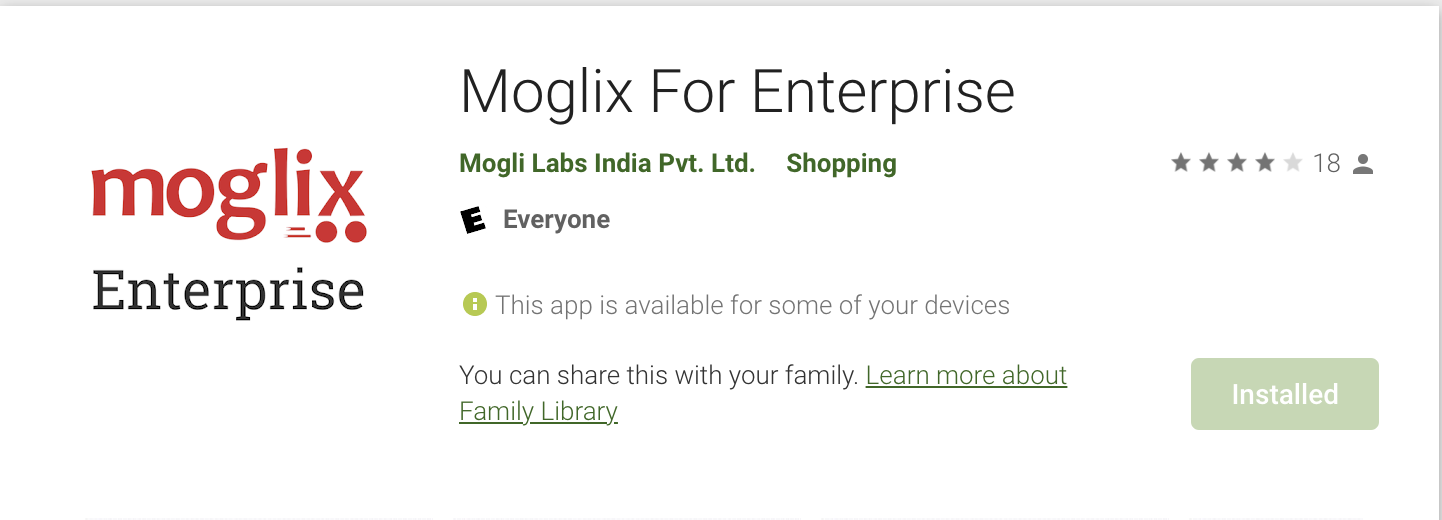 moglix
Enterprise
Moglix For Enterprise
Mogli Labs India Pvt. Ltd. Shopping
18
E Everyone
This app is available for some of your devices
You can share this with your family. Learn more about
Family Library
Installed